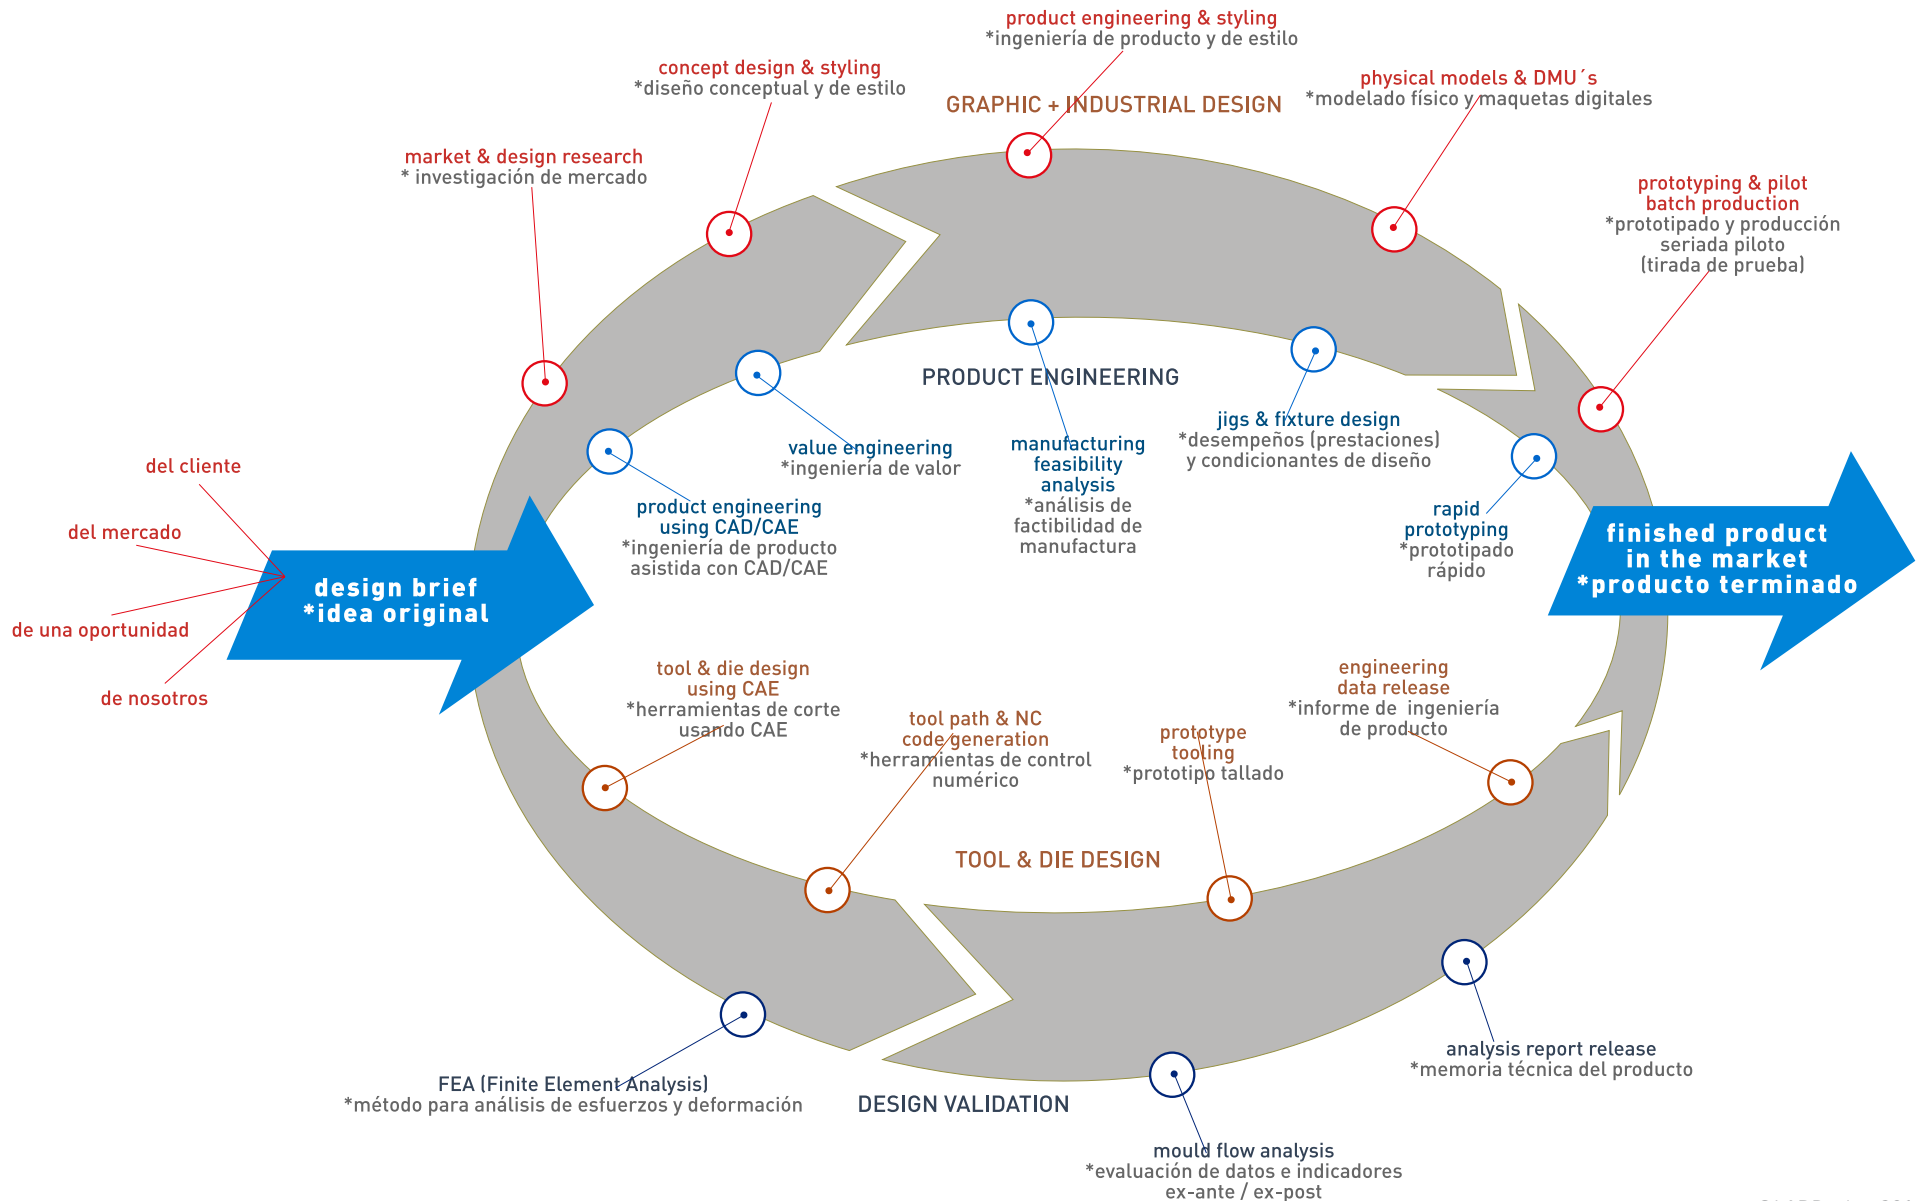 product engineering & styling
*ingeniería de producto y de estilo
concept design & styling
*diseño conceptual y de estilo
GRAPHIC + INDUSTRIAL DESIGN
physical models & DMU´s
*modelado físico y maquetas digitales
market & design research
* investigación de mercado
prototyping & pilot
batch production
*prototipado y producción
seriada piloto
(tirada de prueba)
PRODUCT ENGINEERING
value engineering
*ingeniería de valor
manufacturing
feasibility
analysis
*análisis de
factibilidad de
manufactura
jigs & fixture design
*desempeños (prestaciones)
y condicionantes de diseño
product engineering
using CAD/CAE
*ingeniería de producto
asistida con CAD/CAE
rapid
prototyping
*prototipado
rápido
del cliente
del mercado
de una oportunidad
de nosotros
design brief
*idea original
finished product
in the market
*producto terminado
tool & die design
using CAE
*herramientas de corte
usando CAE
tool path & NC
code generation
*herramientas de control
numérico
prototype
tooling
*prototipo tallado
engineering
data release
*informe de ingeniería
de producto
TOOL & DIE DESIGN
FEA (Finite Element Analysis)
*método para análisis de esfuerzos y deformación
DESIGN VALIDATION
analysis report release
*memoria técnica del producto
mould flow analysis
*evaluación de datos e indicadores
ex-ante / ex-post